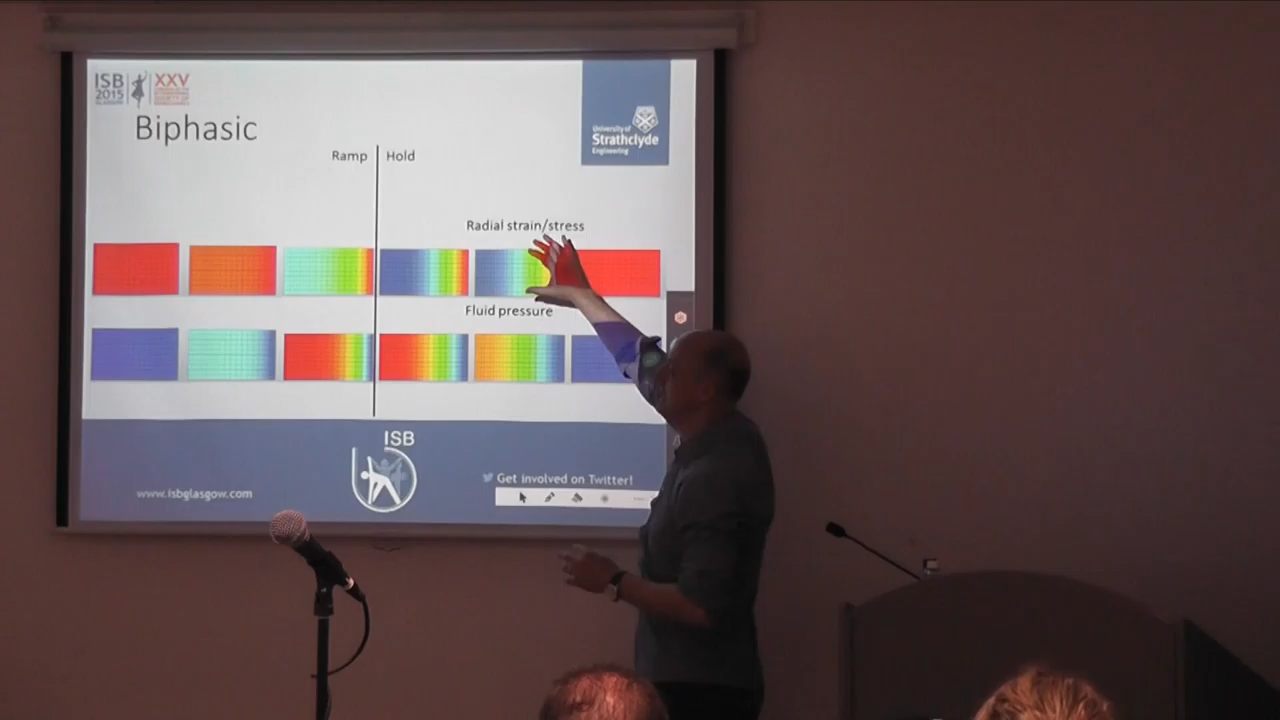 ISB
2015
GLASGOW
XXV
Biphasic
University of
Strathclyde
Engineering
Ramp
Hold
Radial strain/stress
Fluid pressure
ISB
Get involved on Twitter!
www.isbglasgow.com